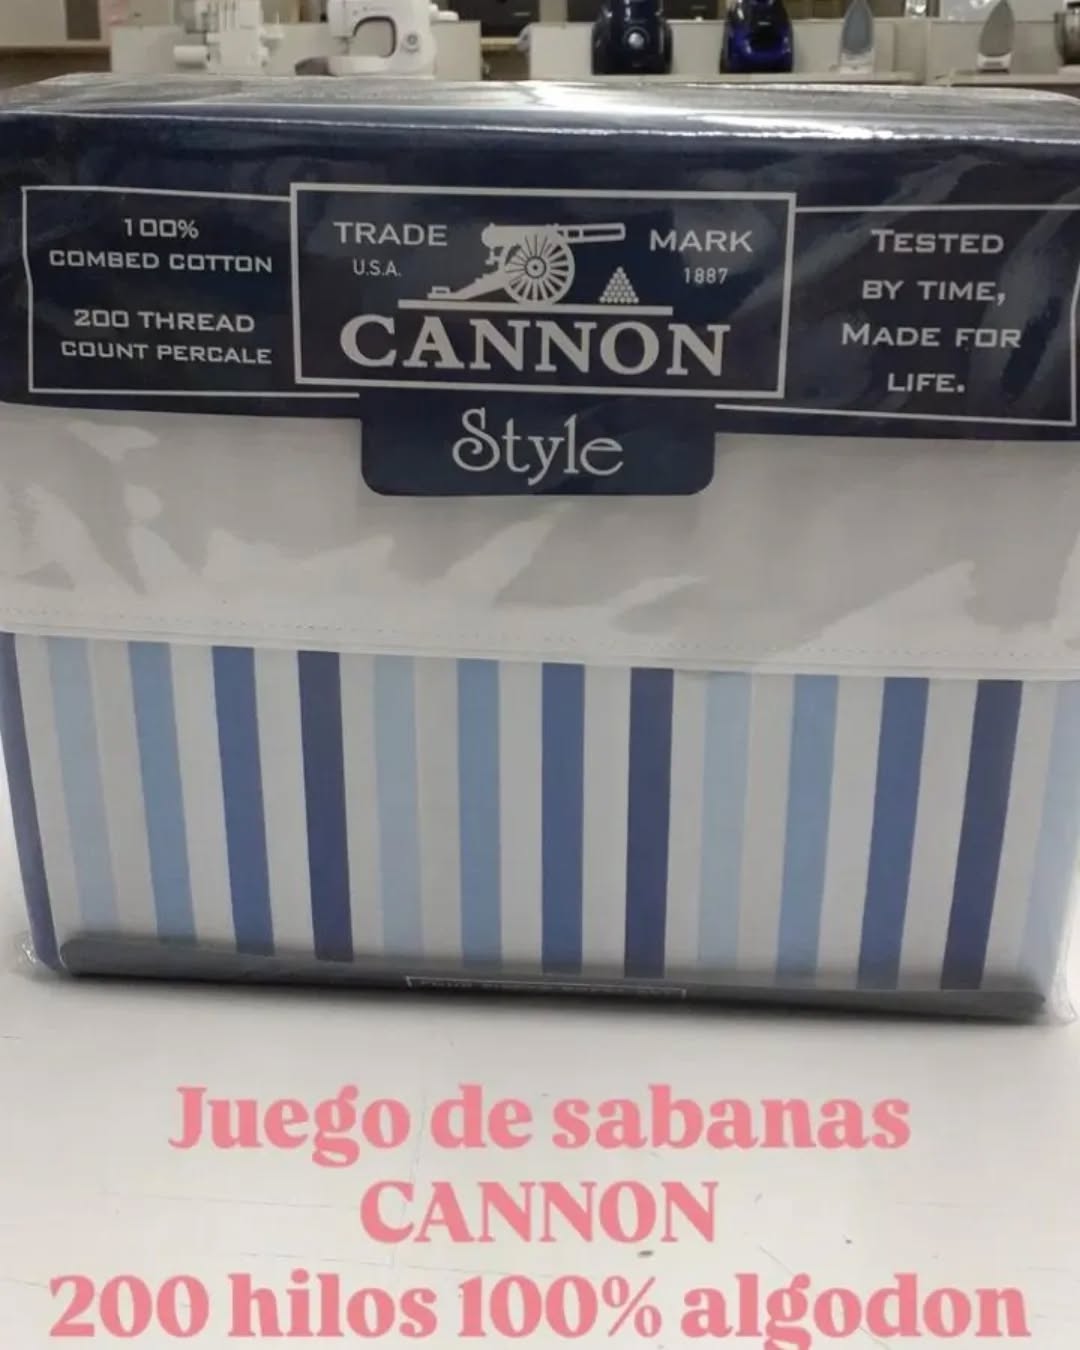 100%
COMBED COTTON
200 THREAD
COUNT PERCALE
TRADE MARK
U.S.A. 1887
CANNON
Style
TESTED
BY TIME,
MADE FOR
LIFE.
Juego de sabanas
CANNON
200 hilos 100% algodon